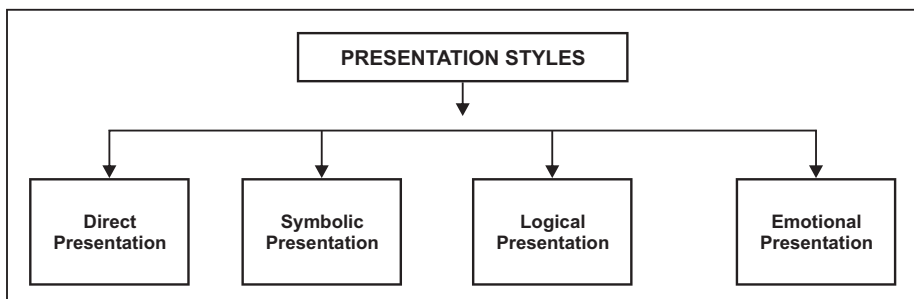 PRESENTATION STYLES
Direct
Presentation
Symbolic
Presentation
Logical
Presentation
Emotional
Presentation